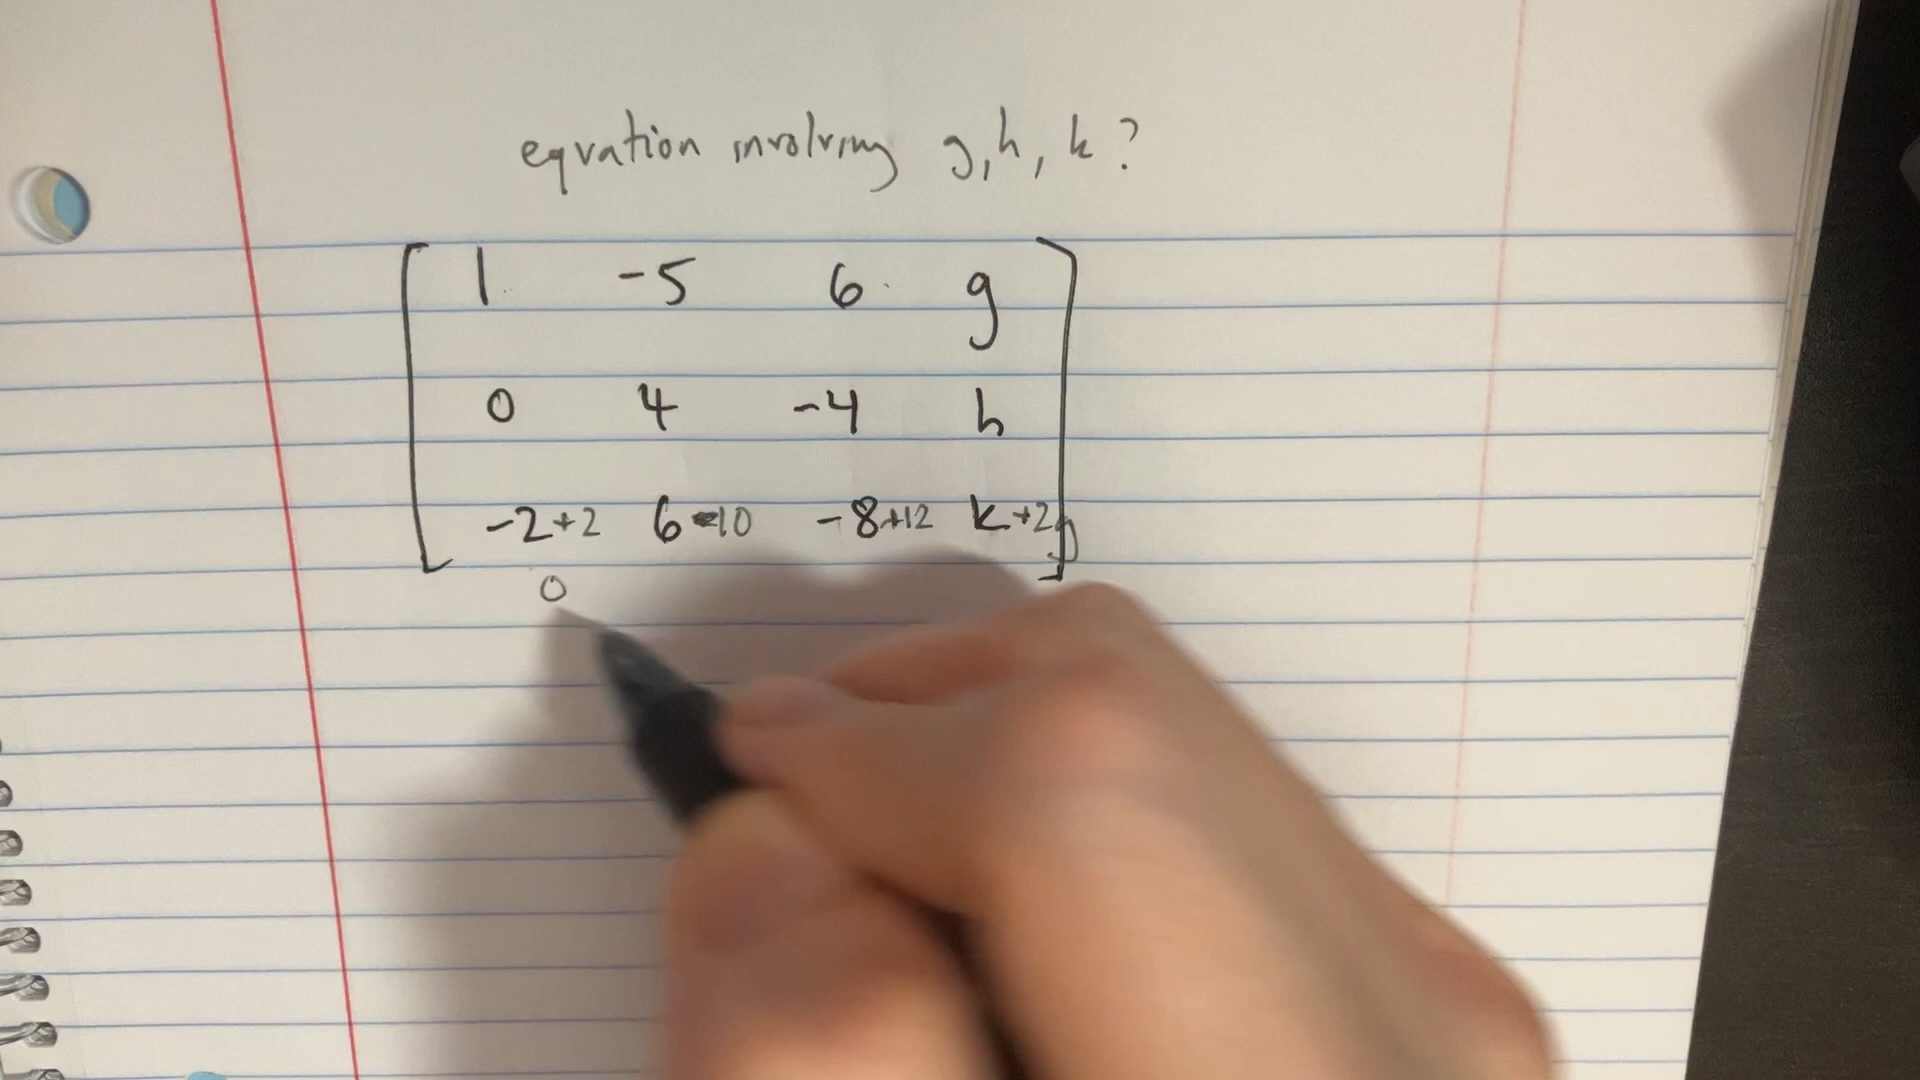 equation involving g, h, k?
1 -5 6 g
0 4 -4 h
-2+2 6-10 -8+12 k+2g
0